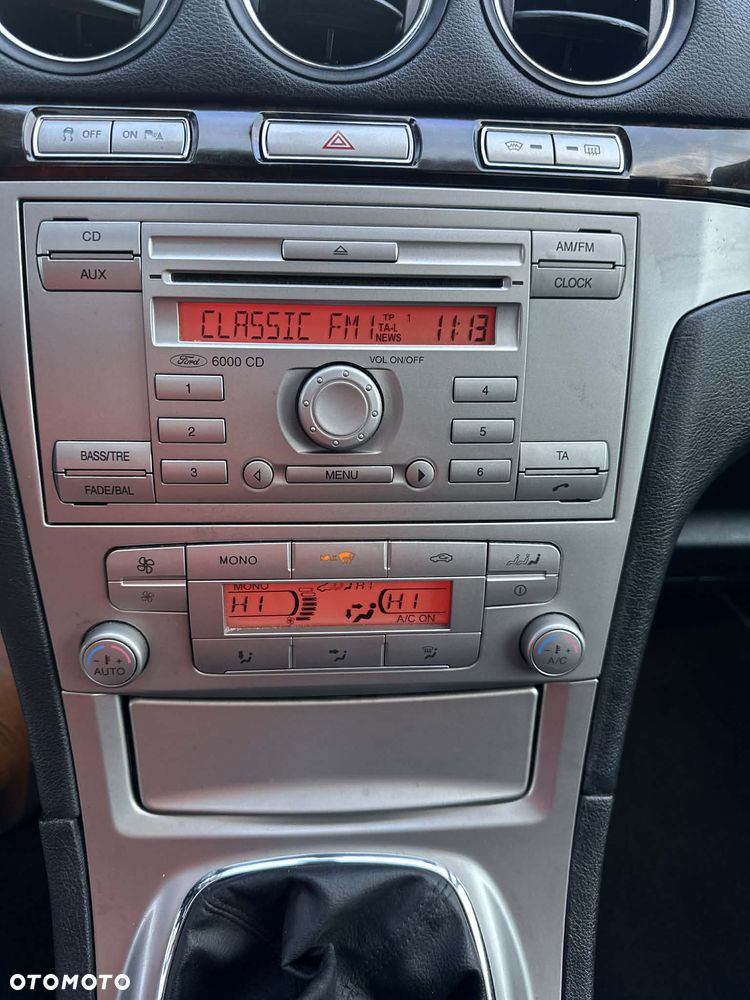 OFF ON
CD
AUX
AM/FM
CLOCK
CLASSIC FM1 TP 1 TA-L NEWS 11:13
Ford 6000 CD VOL ON/OFF
1 4
2 5
3 MENU 6
BASS/TRE
FADE/BAL
TA
MONO
MONO HI
HI HI
A/C ON
AUTO
A/C
OTOMOTO